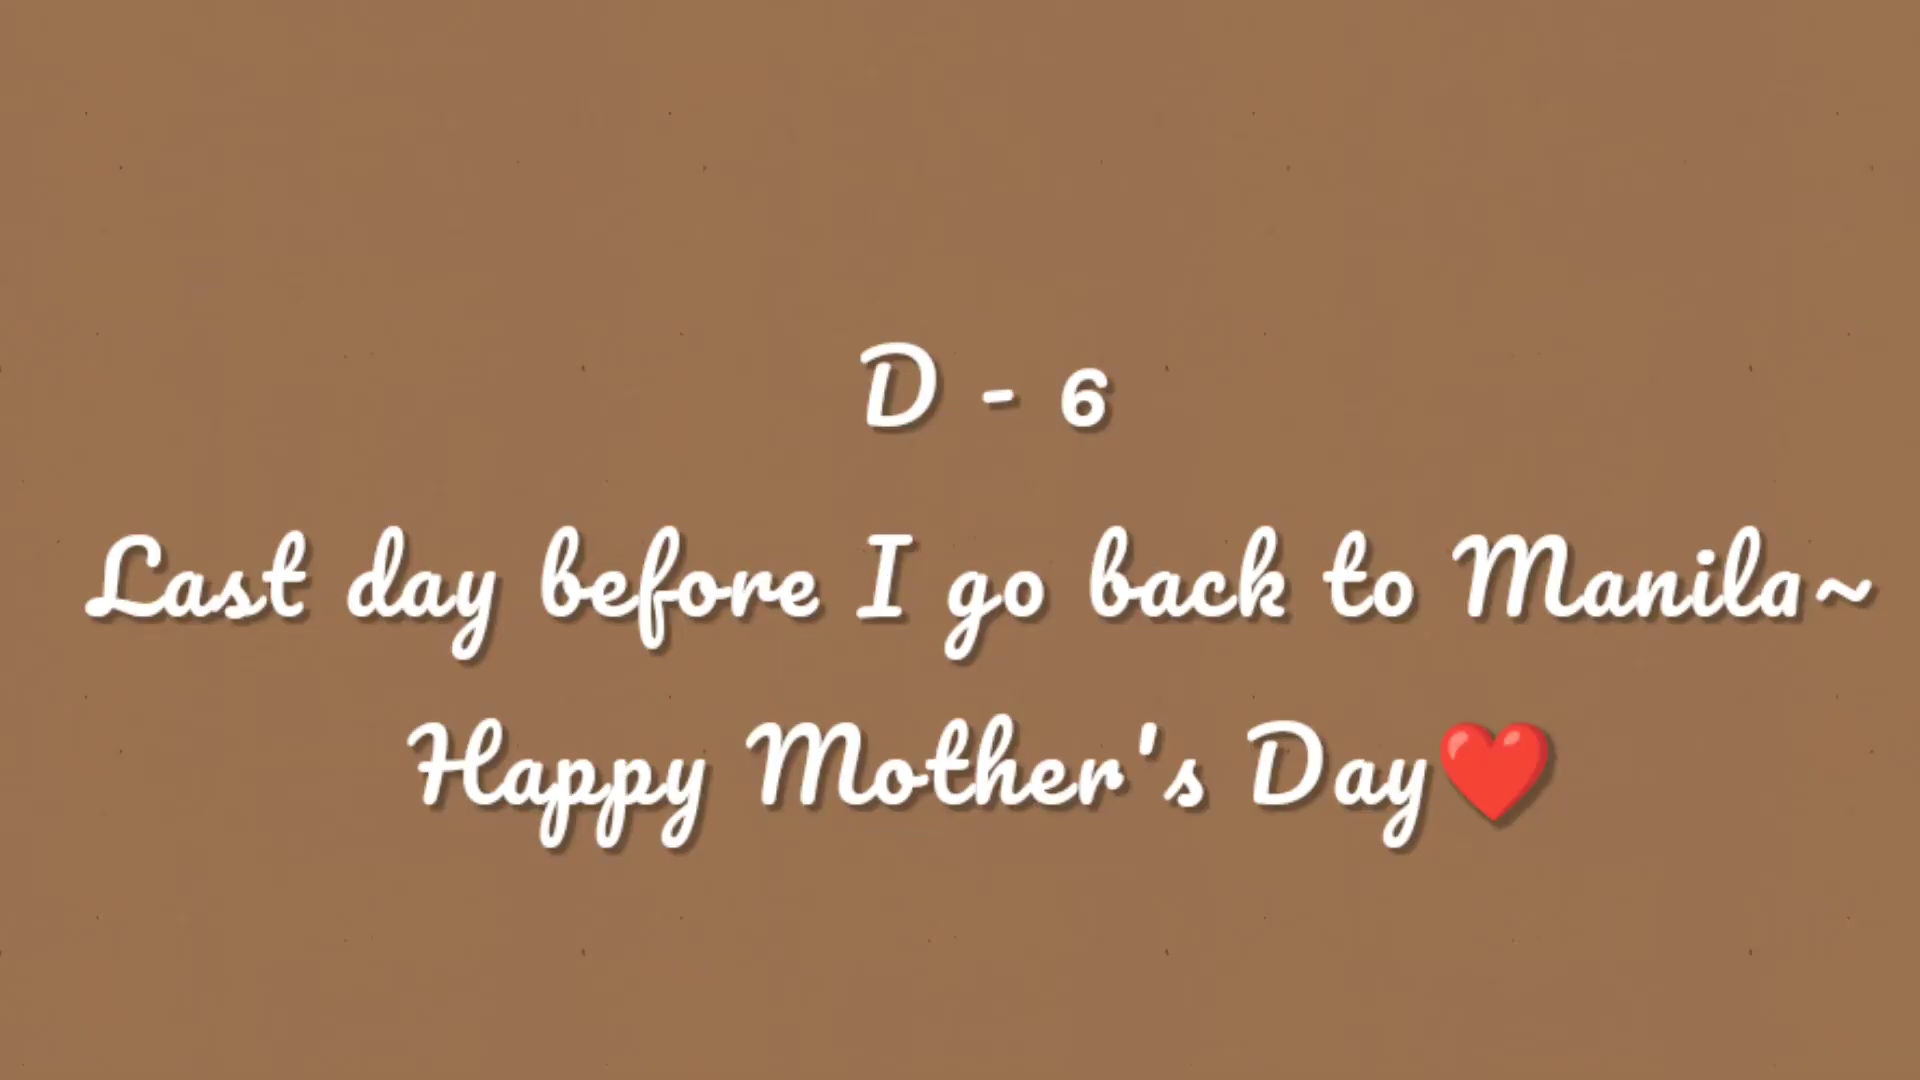 D - 6
Last day before I go back to Manila~
Happy Mother's Day❤️